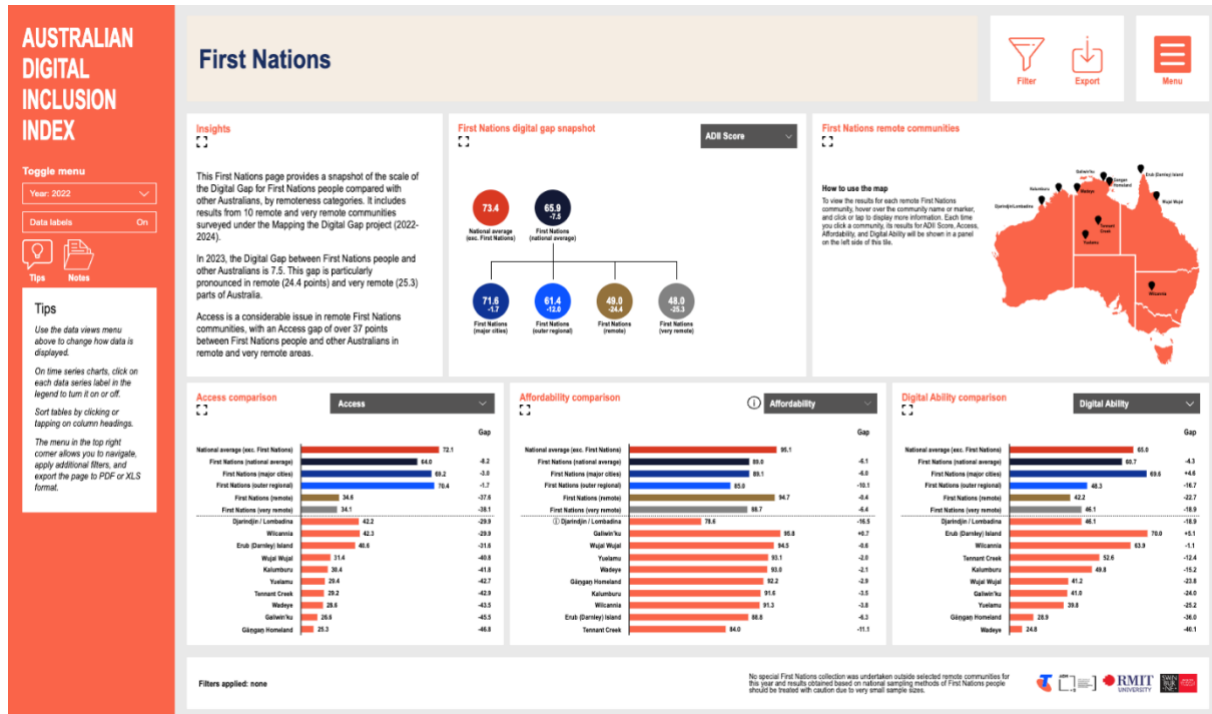 AUSTRALIAN
DIGITAL
INCLUSION
INDEX
Toggle menu
Year: 2022
Data labels On
Tips Notes
Tips
Use the data views menu
above to change how data is
displayed.
On time series charts, click on
each data series label in the
legend to turn it on or off.
Sort tables by clicking or
tapping on column headings.
The menu in the top right
corner allows you to navigate,
apply additional filters, and
export the page to PDF or XLS
format.
First Nations
Filter
Export
Menu
Insights
This First Nations page provides a snapshot of the scale of
the Digital Gap for First Nations people compared with
other Australians, by remoteness categories. It includes
results from 10 remote and very remote communities
surveyed under the Mapping the Digital Gap project (2022-
2024).
In 2023, the Digital Gap between First Nations people and
other Australians is 7.5. This gap is particularly
pronounced in remote (24.4 points) and very remote (25.3)
parts of Australia.
Access is a considerable issue in remote First Nations
communities, with an Access gap of over 37 points
between First Nations people and other Australians in
remote and very remote areas.
First Nations digital gap snapshot
ADII Score
73.4
National average
(exc. First Nations)
65.9
-7.5
First Nations
(national average)
71.6
-1.7
First Nations
(major cities)
61.4
-12.0
First Nations
(outer regional)
49.0
-24.4
First Nations
(remote)
48.0
-25.3
First Nations
(very remote)
First Nations remote communities
How to use the map
To view the results for each remote First Nations
community, hover over the community name or marker,
and click or tap to display more information. Each time
you click a community, its results for ADII Score, Access,
Affordability, and Digital Ability will be shown in a panel
on the left side of this tile.
Galiwin'ku
Gangan
Homeland
Erub (Darnley) Island
Kalumburu
Wadeye
Djarindjin/Lombadina
Wujal Wujal
Tennant
Creek
Yuelamu
Wilcannia
Access comparison
Access
Gap
National average (exc. First Nations) 72.1
First Nations (national average) 64.0 -8.2
First Nations (major cities) 69.2 -3.0
First Nations (outer regional) 70.4 -1.7
First Nations (remote) 34.6 -37.6
First Nations (very remote) 34.1 -38.1
Djarindjin / Lombadina 42.2 -29.9
Wilcannia 42.3 -29.9
Erub (Darnley) Island 40.6 -31.6
Wujal Wujal 31.4 -40.8
Kalumburu 30.4 -41.8
Yuelamu 29.4 -42.7
Tennant Creek 29.2 -42.9
Wadeye 28.6 -43.5
Galiwin'ku 26.6 -45.5
Gäṉgaṉ Homeland 25.3 -46.8
Affordability comparison
Affordability
Gap
National average (exc. First Nations) 95.1
First Nations (national average) 89.0 -6.1
First Nations (major cities) 89.1 -6.0
First Nations (outer regional) 85.0 -10.1
First Nations (remote) 94.7 -0.4
First Nations (very remote) 88.7 -6.4
Djarindjin / Lombadina 78.6 -16.5
Galiwin'ku 95.8 +0.7
Wujal Wujal 94.5 -0.6
Yuelamu 93.1 -2.0
Wadeye 93.0 -2.1
Gäṉgaṉ Homeland 92.2 -2.9
Kalumburu 91.6 -3.5
Wilcannia 91.3 -3.8
Erub (Darnley) Island 88.8 -6.3
Tennant Creek 84.0 -11.1
Digital Ability comparison
Digital Ability
Gap
National average (exc. First Nations) 65.0
First Nations (national average) 60.7 -4.3
First Nations (major cities) 69.6 +4.6
First Nations (outer regional) 48.3 -16.7
First Nations (remote) 42.2 -22.7
First Nations (very remote) 46.1 -18.9
Djarindjin / Lombadina 46.1 -18.9
Erub (Darnley) Island 70.0 +5.1
Wilcannia 63.9 -1.1
Tennant Creek 52.6 -12.4
Kalumburu 49.8 -15.2
Wujal Wujal 41.2 -23.8
Galiwin'ku 41.0 -24.0
Yuelamu 39.8 -25.2
Gäṉgaṉ Homeland 28.9 -36.0
Wadeye 24.8 -40.1
Filters applied: none
No special First Nations collection was undertaken outside selected remote communities for
this year and results obtained based on national sampling methods of First Nations people
should be treated with caution due to very small sample sizes.
RMIT
UNIVERSITY
SWIN
BUR
NE